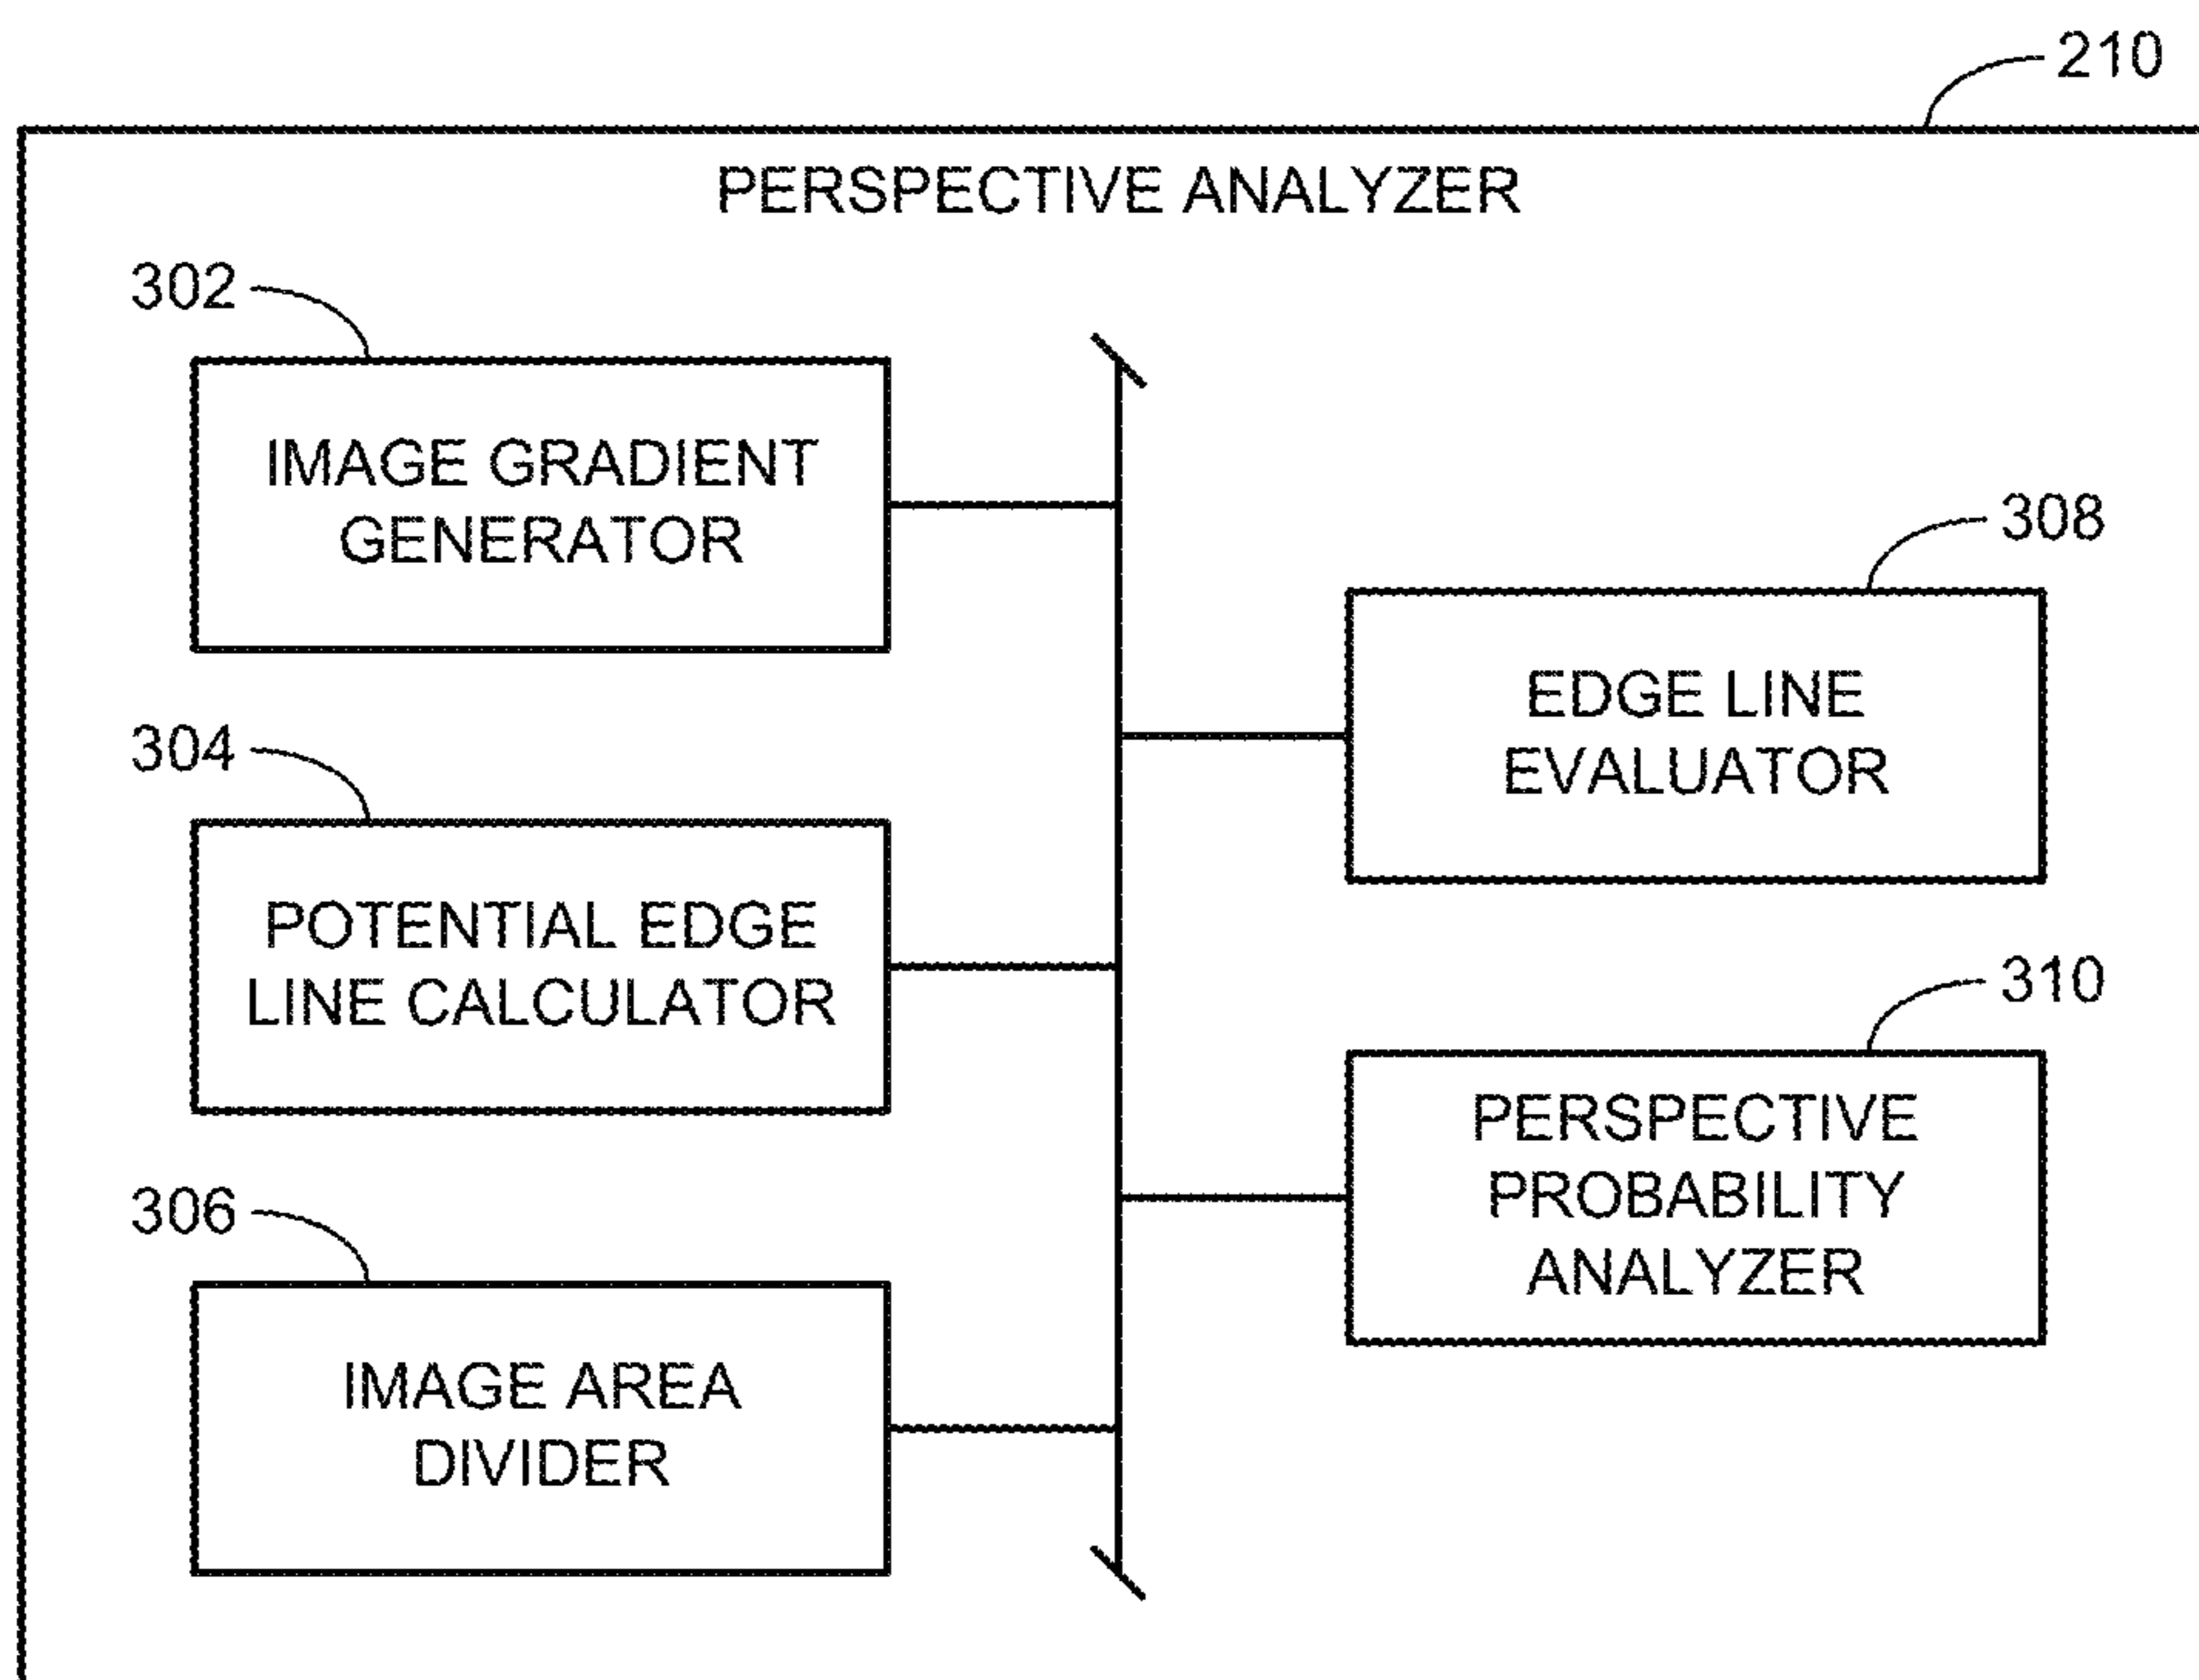 210
PERSPECTIVE ANALYZER
302
IMAGE GRADIENT
GENERATOR
304
POTENTIAL EDGE
LINE CALCULATOR
306
IMAGE AREA
DIVIDER
308
EDGE LINE
EVALUATOR
310
PERSPECTIVE
PROBABILITY
ANALYZER